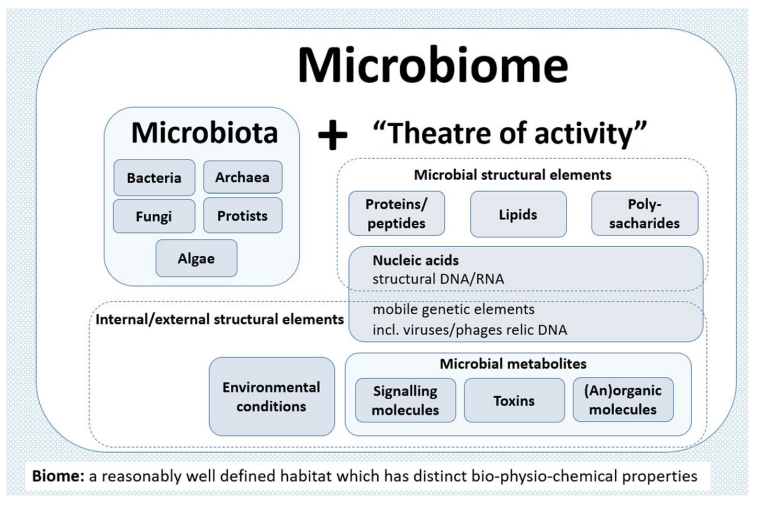 Microbiome
Microbiota + “Theatre of activity”
Bacteria
Archaea
Fungi
Protists
Algae
Microbial structural elements
Proteins/
peptides
Lipids
Poly-
sacharides
Nucleic acids
structural DNA/RNA
mobile genetic elements
incl. viruses/phages relic DNA
Internal/external structural elements
Environmental
conditions
Microbial metabolites
Signalling
molecules
Toxins
(An)organic
molecules
Biome: a reasonably well defined habitat which has distinct bio-physio-chemical properties